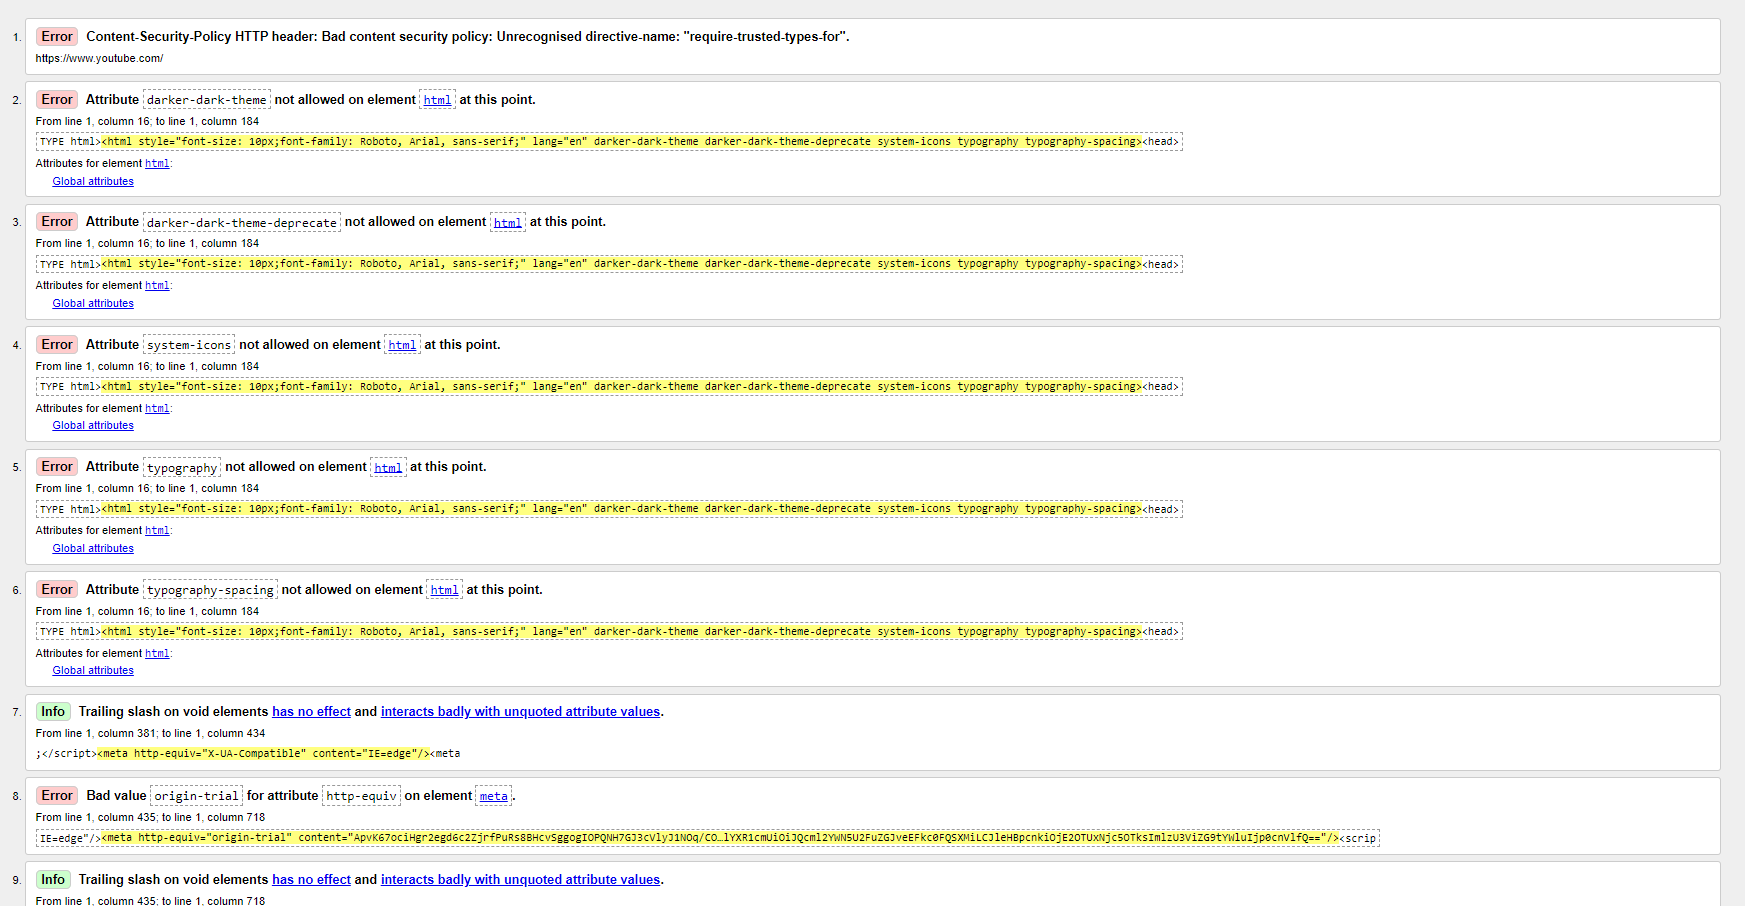 1. Error Content-Security-Policy HTTP header: Bad content security policy: Unrecognised directive-name: "require-trusted-types-for".
https://www.youtube.com/
2. Error Attribute darker-dark-theme not allowed on element html at this point.
From line 1, column 16; to line 1, column 184
TYPE html><html style="font-size: 10px;font-family: Roboto, Arial, sans-serif;" lang="en" darker-dark-theme darker-dark-theme-deprecate system-icons typography typography-spacing><head>
Attributes for element html:
Global attributes
3. Error Attribute darker-dark-theme-deprecate not allowed on element html at this point.
From line 1, column 16; to line 1, column 184
TYPE html><html style="font-size: 10px;font-family: Roboto, Arial, sans-serif;" lang="en" darker-dark-theme darker-dark-theme-deprecate system-icons typography typography-spacing><head>
Attributes for element html:
Global attributes
4. Error Attribute system-icons not allowed on element html at this point.
From line 1, column 16; to line 1, column 184
TYPE html><html style="font-size: 10px;font-family: Roboto, Arial, sans-serif;" lang="en" darker-dark-theme darker-dark-theme-deprecate system-icons typography typography-spacing><head>
Attributes for element html:
Global attributes
5. Error Attribute typography not allowed on element html at this point.
From line 1, column 16; to line 1, column 184
TYPE html><html style="font-size: 10px;font-family: Roboto, Arial, sans-serif;" lang="en" darker-dark-theme darker-dark-theme-deprecate system-icons typography typography-spacing><head>
Attributes for element html:
Global attributes
6. Error Attribute typography-spacing not allowed on element html at this point.
From line 1, column 16; to line 1, column 184
TYPE html><html style="font-size: 10px;font-family: Roboto, Arial, sans-serif;" lang="en" darker-dark-theme darker-dark-theme-deprecate system-icons typography typography-spacing><head>
Attributes for element html:
Global attributes
7. Info Trailing slash on void elements has no effect and interacts badly with unquoted attribute values.
From line 1, column 381; to line 1, column 434
;</script><meta http-equiv="X-UA-Compatible" content="IE=edge"/><meta
8. Error Bad value origin-trial for attribute http-equiv on element meta.
From line 1, column 435; to line 1, column 718
IE=edge"/><meta http-equiv="origin-trial" content="ApvK67ociHgr2egd6c2ZjrfPuRs8BHcvSggogIOPQNH7GJ3cVlyJ1NOq/CO…lYXR1cmUiOiJQcml2YWN5U2FuZGJveEFkc0FQSXMiLCJleHBpcnkiOjE2OTUxNjc5OTksImlzU3ViZG9tYWluIjp0cnVlfQ=="/><scrip
9. Info Trailing slash on void elements has no effect and interacts badly with unquoted attribute values.
From line 1, column 435; to line 1, column 718